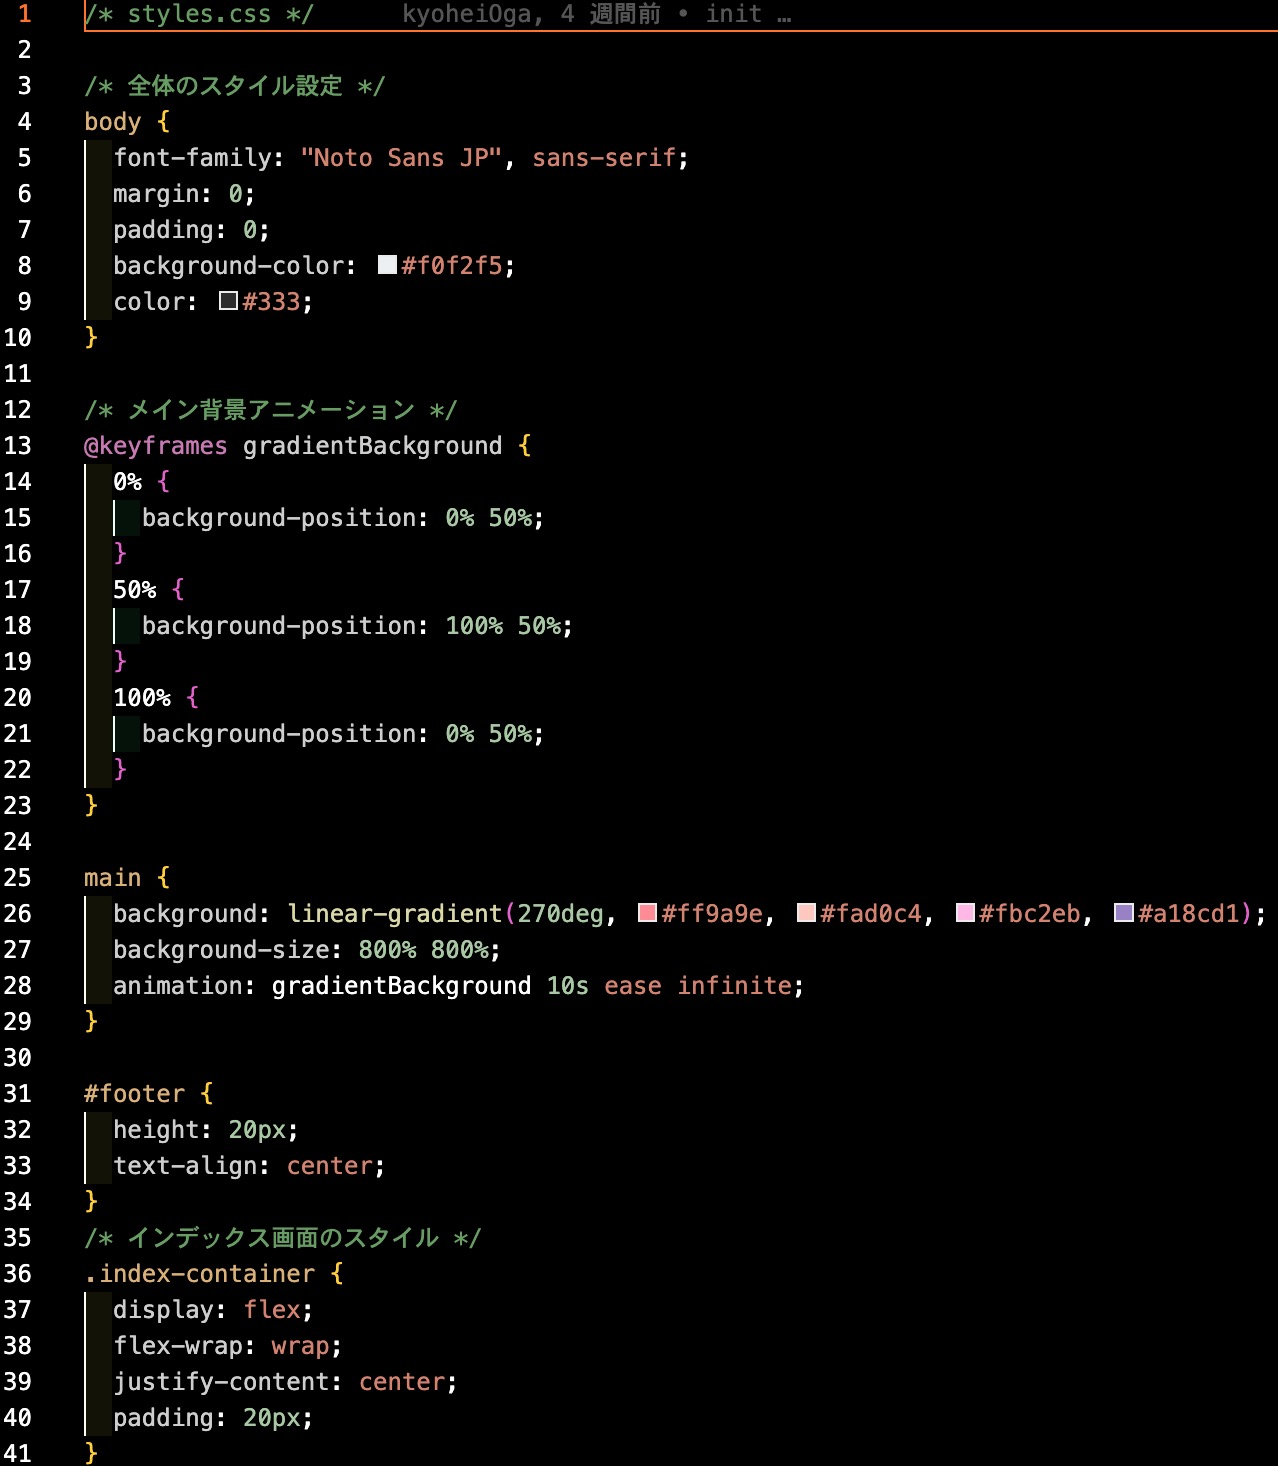 1 /* styles.css */ kyoheiOga, 4 週間前 • init …
2
3 /* 全体のスタイル設定 */
4 body {
5 font-family: "Noto Sans JP", sans-serif;
6 margin: 0;
7 padding: 0;
8 background-color: #f0f2f5;
9 color: #333;
10 }
11
12 /* メイン背景アニメーション */
13 @keyframes gradientBackground {
14 0% {
15 background-position: 0% 50%;
16 }
17 50% {
18 background-position: 100% 50%;
19 }
20 100% {
21 background-position: 0% 50%;
22 }
23 }
24
25 main {
26 background: linear-gradient(270deg, #ff9a9e, #fad0c4, #fbc2eb, #a18cd1);
27 background-size: 800% 800%;
28 animation: gradientBackground 10s ease infinite;
29 }
30
31 #footer {
32 height: 20px;
33 text-align: center;
34 }
35 /* インデックス画面のスタイル */
36 .index-container {
37 display: flex;
38 flex-wrap: wrap;
39 justify-content: center;
40 padding: 20px;
41 }